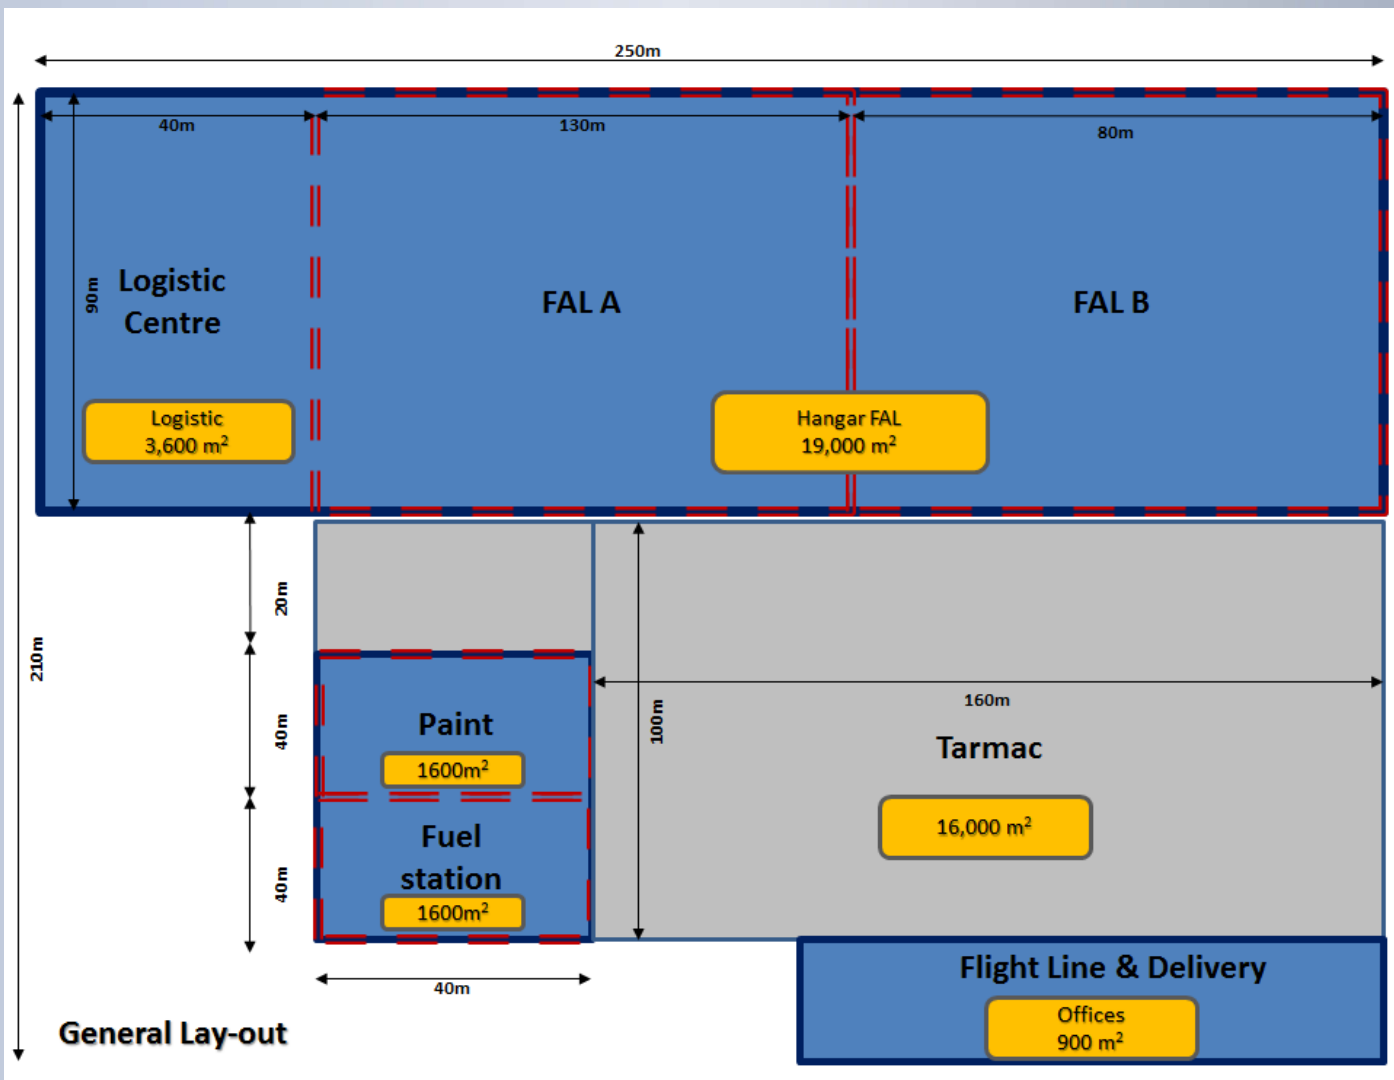 250m
40m
130m
80m
90m
Logistic
Centre
FAL A
FAL B
Logistic
3,600 m²
Hangar FAL
19,000 m²
20m
210m
40m
100m
160m
Paint
1600m²
Tarmac
16,000 m²
40m
Fuel
station
1600m²
40m
Flight Line & Delivery
Offices
900 m²
General Lay-out